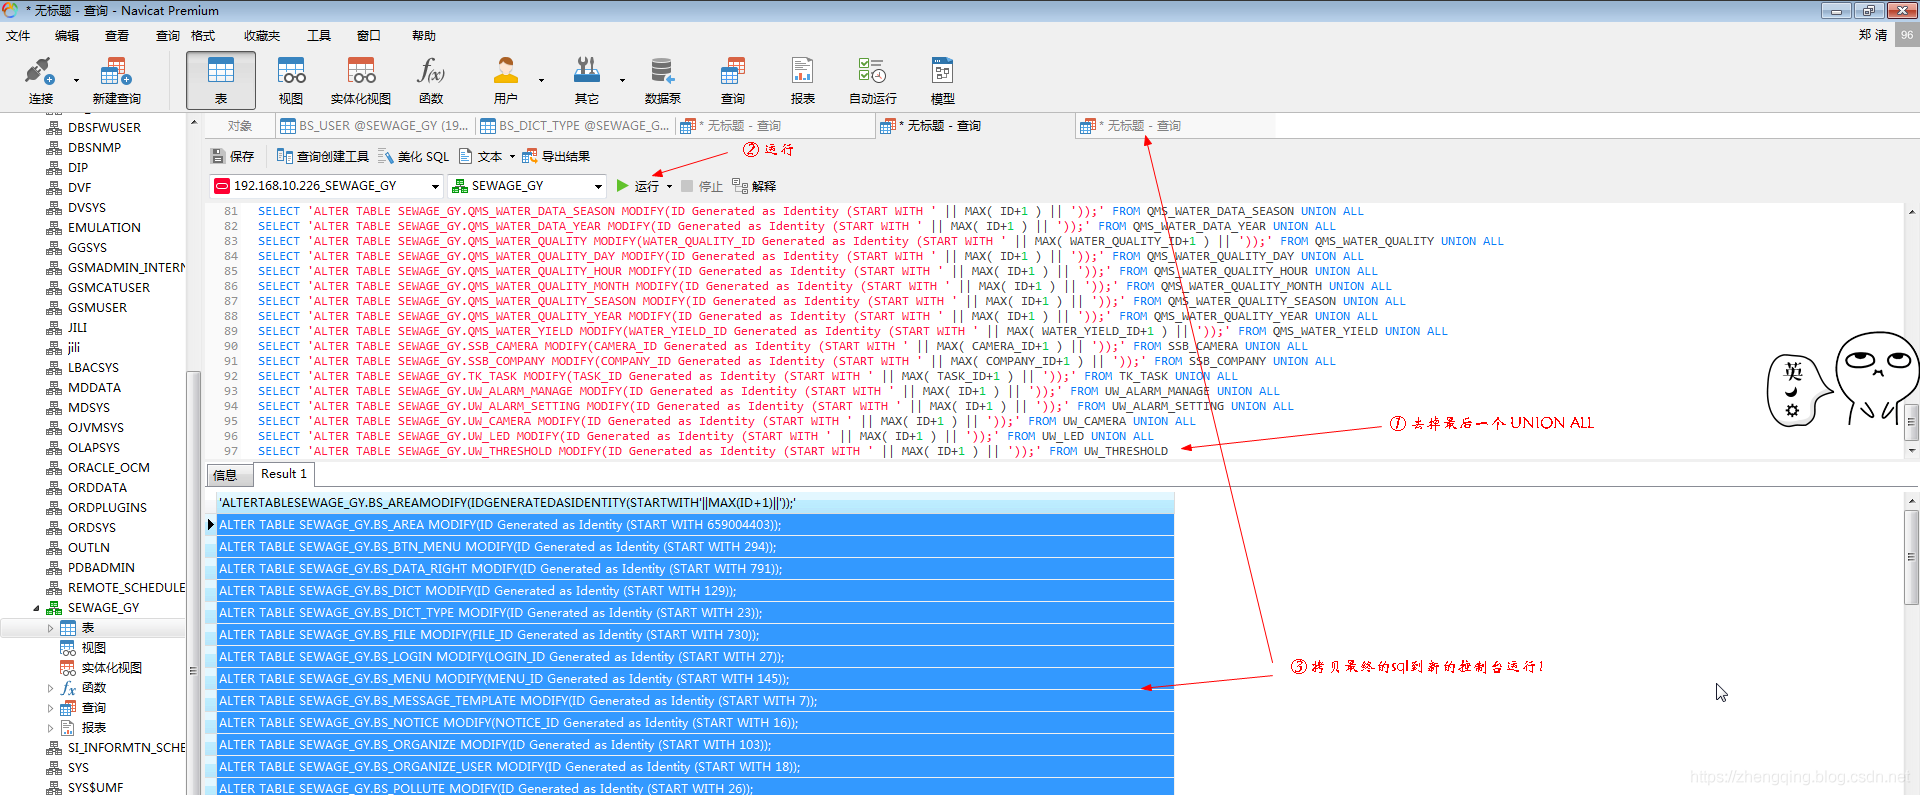 * 无标题 - 查询 - Navicat Premium
文件 编辑 查看 查询 格式 收藏夹 工具 窗口 帮助 郑 清 96
连接 新建查询 表 视图 实体化视图 函数 用户 其它 数据泵 查询 报表 自动运行 模型
f(x)
对象 BS_USER @SEWAGE_GY (19... BS_DICT_TYPE @SEWAGE_G... * 无标题 - 查询 * 无标题 - 查询 * 无标题 - 查询
保存 查询创建工具 美化 SQL 文本 导出结果
② 运行
192.168.10.226_SEWAGE_GY SEWAGE_GY 运行 停止 解释
DBSFWUSER
DBSNMP
DIP
DVF
DVSYS
EMULATION
GGSYS
GSMADMIN_INTERN
GSMCATUSER
GSMUSER
JILI
jili
LBACSYS
MDDATA
MDSYS
OJVMSYS
OLAPSYS
ORACLE_OCM
ORDDATA
ORDPLUGINS
ORDSYS
OUTLN
PDBADMIN
REMOTE_SCHEDULE
SEWAGE_GY
表
视图
实体化视图
fx 函数
查询
报表
SI_INFORMTN_SCHE
SYS
SYS$UMF
81 SELECT 'ALTER TABLE SEWAGE_GY.QMS_WATER_DATA_SEASON MODIFY(ID Generated as Identity (START WITH ' || MAX( ID+1 ) || '));' FROM QMS_WATER_DATA_SEASON UNION ALL
82 SELECT 'ALTER TABLE SEWAGE_GY.QMS_WATER_DATA_YEAR MODIFY(ID Generated as Identity (START WITH ' || MAX( ID+1 ) || '));' FROM QMS_WATER_DATA_YEAR UNION ALL
83 SELECT 'ALTER TABLE SEWAGE_GY.QMS_WATER_QUALITY MODIFY(WATER_QUALITY_ID Generated as Identity (START WITH ' || MAX( WATER_QUALITY_ID+1 ) || '));' FROM QMS_WATER_QUALITY UNION ALL
84 SELECT 'ALTER TABLE SEWAGE_GY.QMS_WATER_QUALITY_DAY MODIFY(ID Generated as Identity (START WITH ' || MAX( ID+1 ) || '));' FROM QMS_WATER_QUALITY_DAY UNION ALL
85 SELECT 'ALTER TABLE SEWAGE_GY.QMS_WATER_QUALITY_HOUR MODIFY(ID Generated as Identity (START WITH ' || MAX( ID+1 ) || '));' FROM QMS_WATER_QUALITY_HOUR UNION ALL
86 SELECT 'ALTER TABLE SEWAGE_GY.QMS_WATER_QUALITY_MONTH MODIFY(ID Generated as Identity (START WITH ' || MAX( ID+1 ) || '));' FROM QMS_WATER_QUALITY_MONTH UNION ALL
87 SELECT 'ALTER TABLE SEWAGE_GY.QMS_WATER_QUALITY_SEASON MODIFY(ID Generated as Identity (START WITH ' || MAX( ID+1 ) || '));' FROM QMS_WATER_QUALITY_SEASON UNION ALL
88 SELECT 'ALTER TABLE SEWAGE_GY.QMS_WATER_QUALITY_YEAR MODIFY(ID Generated as Identity (START WITH ' || MAX( ID+1 ) || '));' FROM QMS_WATER_QUALITY_YEAR UNION ALL
89 SELECT 'ALTER TABLE SEWAGE_GY.QMS_WATER_YIELD MODIFY(WATER_YIELD_ID Generated as Identity (START WITH ' || MAX( WATER_YIELD_ID+1 ) || '));' FROM QMS_WATER_YIELD UNION ALL
90 SELECT 'ALTER TABLE SEWAGE_GY.SSB_CAMERA MODIFY(CAMERA_ID Generated as Identity (START WITH ' || MAX( CAMERA_ID+1 ) || '));' FROM SSB_CAMERA UNION ALL
91 SELECT 'ALTER TABLE SEWAGE_GY.SSB_COMPANY MODIFY(COMPANY_ID Generated as Identity (START WITH ' || MAX( COMPANY_ID+1 ) || '));' FROM SSB_COMPANY UNION ALL
92 SELECT 'ALTER TABLE SEWAGE_GY.TK_TASK MODIFY(TASK_ID Generated as Identity (START WITH ' || MAX( TASK_ID+1 ) || '));' FROM TK_TASK UNION ALL
93 SELECT 'ALTER TABLE SEWAGE_GY.UW_ALARM_MANAGE MODIFY(ID Generated as Identity (START WITH ' || MAX( ID+1 ) || '));' FROM UW_ALARM_MANAGE UNION ALL
94 SELECT 'ALTER TABLE SEWAGE_GY.UW_ALARM_SETTING MODIFY(ID Generated as Identity (START WITH ' || MAX( ID+1 ) || '));' FROM UW_ALARM_SETTING UNION ALL
95 SELECT 'ALTER TABLE SEWAGE_GY.UW_CAMERA MODIFY(ID Generated as Identity (START WITH ' || MAX( ID+1 ) || '));' FROM UW_CAMERA UNION ALL
96 SELECT 'ALTER TABLE SEWAGE_GY.UW_LED MODIFY(ID Generated as Identity (START WITH ' || MAX( ID+1 ) || '));' FROM UW_LED UNION ALL
97 SELECT 'ALTER TABLE SEWAGE_GY.UW_THRESHOLD MODIFY(ID Generated as Identity (START WITH ' || MAX( ID+1 ) || '));' FROM UW_THRESHOLD
① 去掉最后一个 UNION ALL
英
信息 Result 1
'ALTERTABLESEWAGE_GY.BS_AREAMODIFY(IDGENERATEDASIDENTITY(STARTWITH'||MAX(ID+1)||'));'
ALTER TABLE SEWAGE_GY.BS_AREA MODIFY(ID Generated as Identity (START WITH 659004403));
ALTER TABLE SEWAGE_GY.BS_BTN_MENU MODIFY(ID Generated as Identity (START WITH 294));
ALTER TABLE SEWAGE_GY.BS_DATA_RIGHT MODIFY(ID Generated as Identity (START WITH 791));
ALTER TABLE SEWAGE_GY.BS_DICT MODIFY(ID Generated as Identity (START WITH 129));
ALTER TABLE SEWAGE_GY.BS_DICT_TYPE MODIFY(ID Generated as Identity (START WITH 23));
ALTER TABLE SEWAGE_GY.BS_FILE MODIFY(FILE_ID Generated as Identity (START WITH 730));
ALTER TABLE SEWAGE_GY.BS_LOGIN MODIFY(LOGIN_ID Generated as Identity (START WITH 27));
ALTER TABLE SEWAGE_GY.BS_MENU MODIFY(MENU_ID Generated as Identity (START WITH 145));
ALTER TABLE SEWAGE_GY.BS_MESSAGE_TEMPLATE MODIFY(ID Generated as Identity (START WITH 7));
ALTER TABLE SEWAGE_GY.BS_NOTICE MODIFY(NOTICE_ID Generated as Identity (START WITH 16));
ALTER TABLE SEWAGE_GY.BS_ORGANIZE MODIFY(ID Generated as Identity (START WITH 103));
ALTER TABLE SEWAGE_GY.BS_ORGANIZE_USER MODIFY(ID Generated as Identity (START WITH 18));
ALTER TABLE SEWAGE_GY.BS_POLLUTE MODIFY(ID Generated as Identity (START WITH 26));
③ 拷贝最终的sql到新的控制台运行!
https://zhengqing.blog.csdn.net